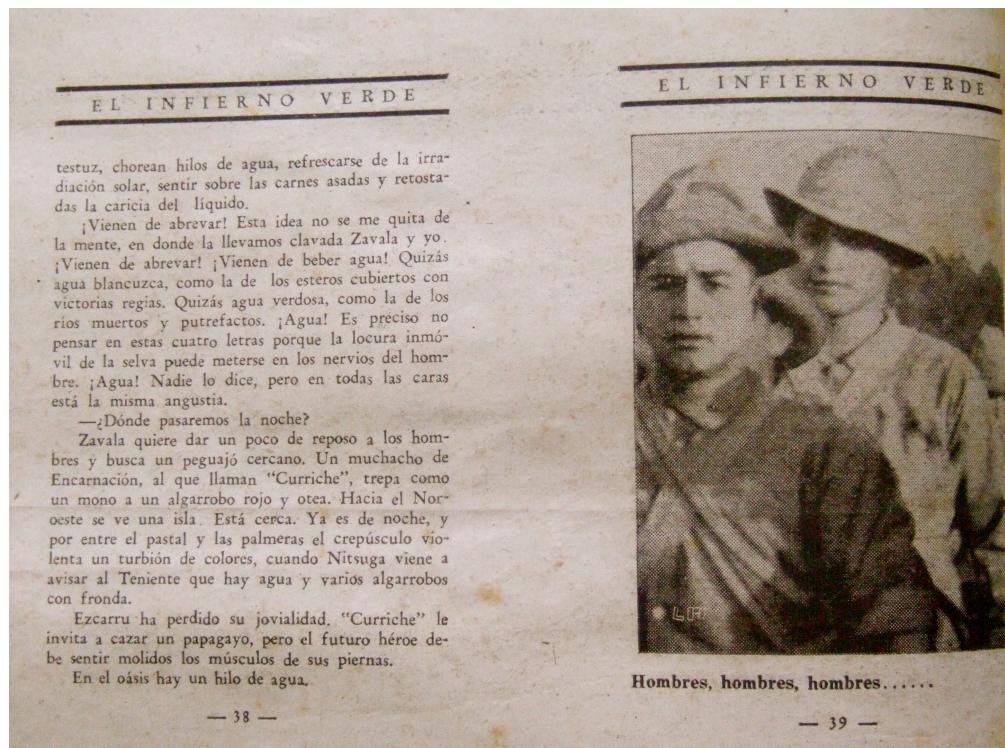 EL INFIERNO VERDE
testuz, chorean hilos de agua, refrescarse de la irra-
diación solar, sentir sobre las carnes asadas y retosta-
das la caricia del líquido.
¡Vienen de abrevar! Esta idea no se me quita de
la mente, en donde la llevamos clavada Zavala y yo.
¡Vienen de abrevar! ¡Vienen de beber agua! Quizás
agua blancuzca, como la de los esteros cubiertos con
victorias regias. Quizás agua verdosa, como la de los
ríos muertos y putrefactos. ¡Agua! Es preciso no
pensar en estas cuatro letras porque la locura inmó-
vil de la selva puede meterse en los nervios del hom-
bre. ¡Agua! Nadie lo dice, pero en todas las caras
está la misma angustia.
—¿Dónde pasaremos la noche?
Zavala quiere dar un poco de reposo a los hom-
bres y busca un peguajó cercano. Un muchacho de
Encarnación, al que llaman "Curriche", trepa como
un mono a un algarrobo rojo y otea. Hacia el Nor-
oeste se ve una isla. Está cerca. Ya es de noche, y
por entre el pastal y las palmeras el crepúsculo vio-
lenta un turbión de colores, cuando Nitsuga viene a
avisar al Teniente que hay agua y varios algarrobos
con fronda.
Ezcarru ha perdido su jovialidad. "Curriche" le
invita a cazar un papagayo, pero el futuro héroe de-
be sentir molidos los músculos de sus piernas.
En el oásis hay un hilo de agua.
— 38 —
EL INFIERNO VERDE
Hombres, hombres, hombres......
— 39 —